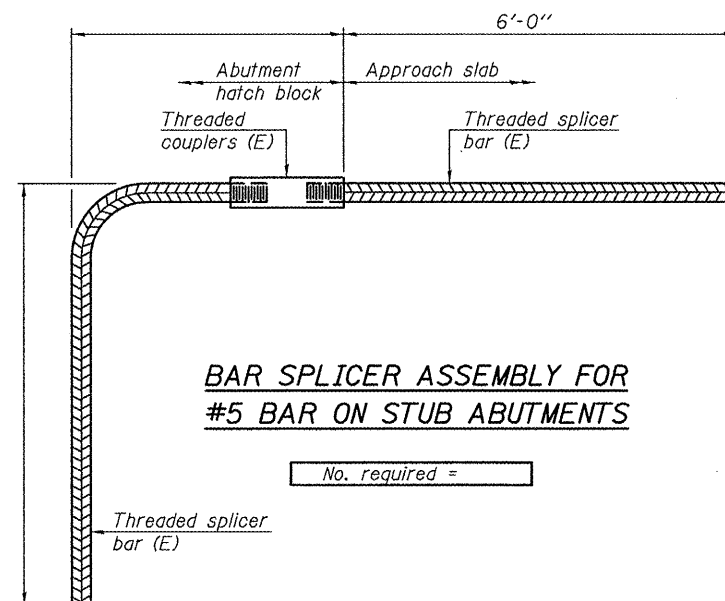 6'-0"
Abutment
hatch block
Approach slab
Threaded
couplers (E)
Threaded splicer
bar (E)
BAR SPLICER ASSEMBLY FOR
#5 BAR ON STUB ABUTMENTS
No. required =
Threaded splicer
bar (E)